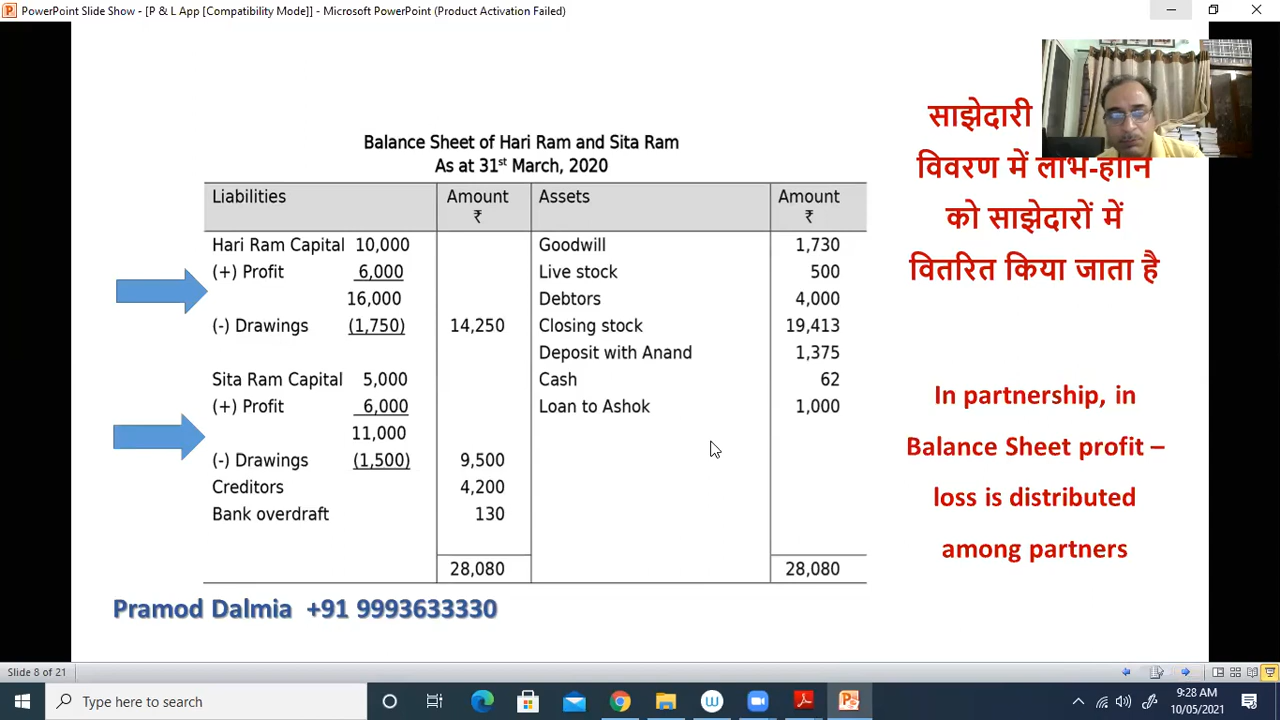 PowerPoint Slide Show - [P & L App [Compatibility Mode]] - Microsoft PowerPoint (Product Activation Failed)
Balance Sheet of Hari Ram and Sita Ram
As at 31st March, 2020
Liabilities Amount ₹ Assets Amount ₹
Hari Ram Capital 10,000 Goodwill 1,730
(+) Profit 6,000 Live stock 500
16,000 Debtors 4,000
(-) Drawings (1,750) 14,250 Closing stock 19,413
Deposit with Anand 1,375
Sita Ram Capital 5,000 Cash 62
(+) Profit 6,000 Loan to Ashok 1,000
11,000
(-) Drawings (1,500) 9,500
Creditors 4,200
Bank overdraft 130
28,080 28,080
साझेदारी
विवरण में लाभ-हानि
को साझेदारों में
वितरित किया जाता है
In partnership, in
Balance Sheet profit –
loss is distributed
among partners
Pramod Dalmia +91 9993633330
Slide 8 of 21
Type here to search
9:28 AM
10/05/2021